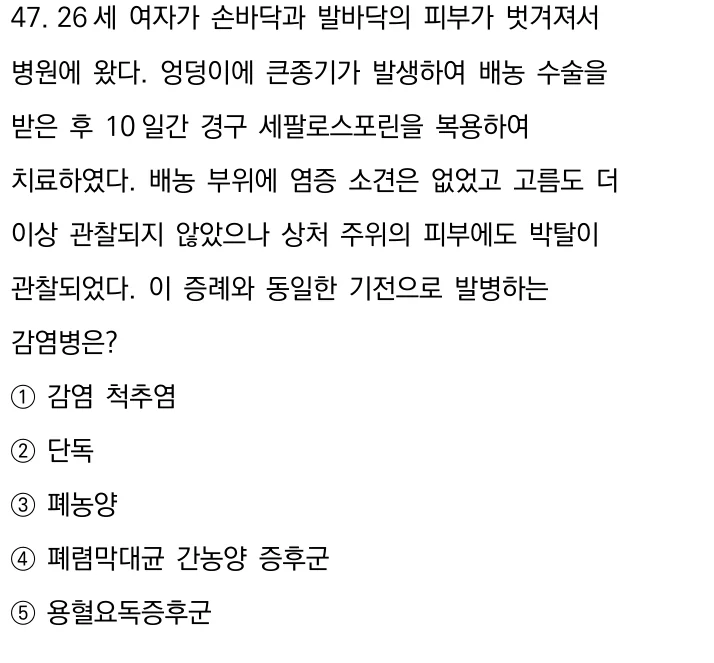 47. 26세 여자가 손바닥과 발바닥의 피부가 벗겨져서
병원에 왔다. 엉덩이에 큰종기가 발생하여 배농 수술을
받은 후 10일간 경구 세팔로스포린을 복용하여
치료하였다. 배농 부위에 염증 소견은 없었고 고름도 더
이상 관찰되지 않았으나 상처 주위의 피부에도 박탈이
관찰되었다. 이 증례와 동일한 기전으로 발병하는
감염병은?
① 감염 척추염
② 단독
③ 폐농양
④ 폐렴막대균 간농양 증후군
⑤ 용혈요독증후군